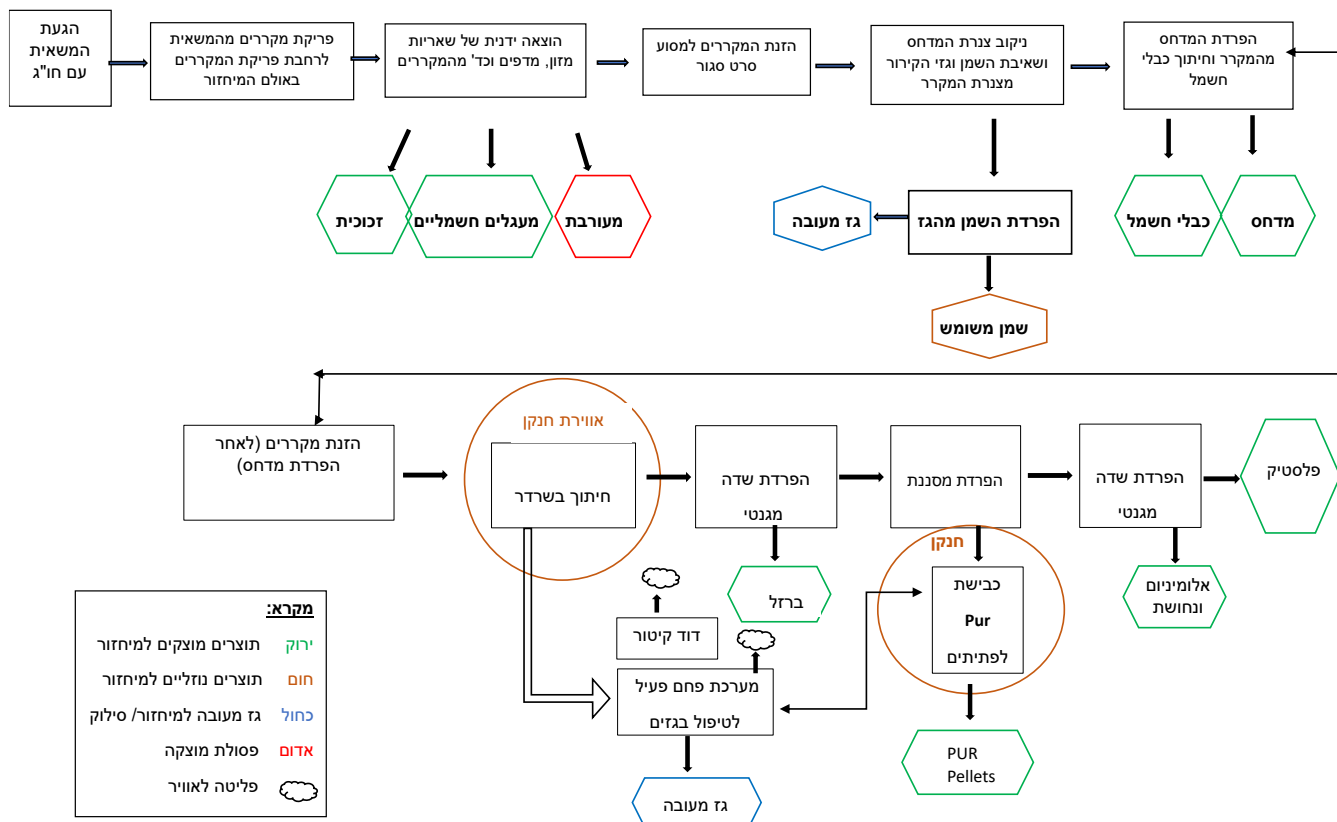 הגעת
המשאית
עם חו"ג
פריקת מקררים מהמשאית
לרחבת פריקת המקררים
באולם המיחזור
הוצאה ידנית של שאריות
מזון, מדפים וכד' מהמקררים
הזנת המקררים למסוע
סרט סגור
ניקוב צנרת המדחס
ושאיבת השמן וגזי הקירור
מצנרת המקרר
הפרדת המדחס
מהמקרר וחיתוך כבלי
חשמל
זכוכית
מעגלים חשמליים
מעורבת
גז מעובה
הפרדת השמן מהגז
כבלי חשמל
מדחס
שמן משומש
הזנת מקררים (לאחר
הפרדת מדחס)
אווירת חנקן
חיתוך בשרדר
הפרדת שדה
מגנטי
הפרדת מסננת
הפרדת שדה
מגנטי
פלסטיק
ברזל
חנקן
כבישת
Pur
לפתיתים
אלומיניום
ונחושת
דוד קיטור
מערכת פחם פעיל
לטיפול בגזים
גז מעובה
PUR
Pellets
מקרא:
ירוק תוצרים מוצקים למיחזור
חום תוצרים נוזליים למיחזור
כחול גז מעובה למיחזור/ סילוק
אדום פסולת מוצקה
פליטה לאוויר